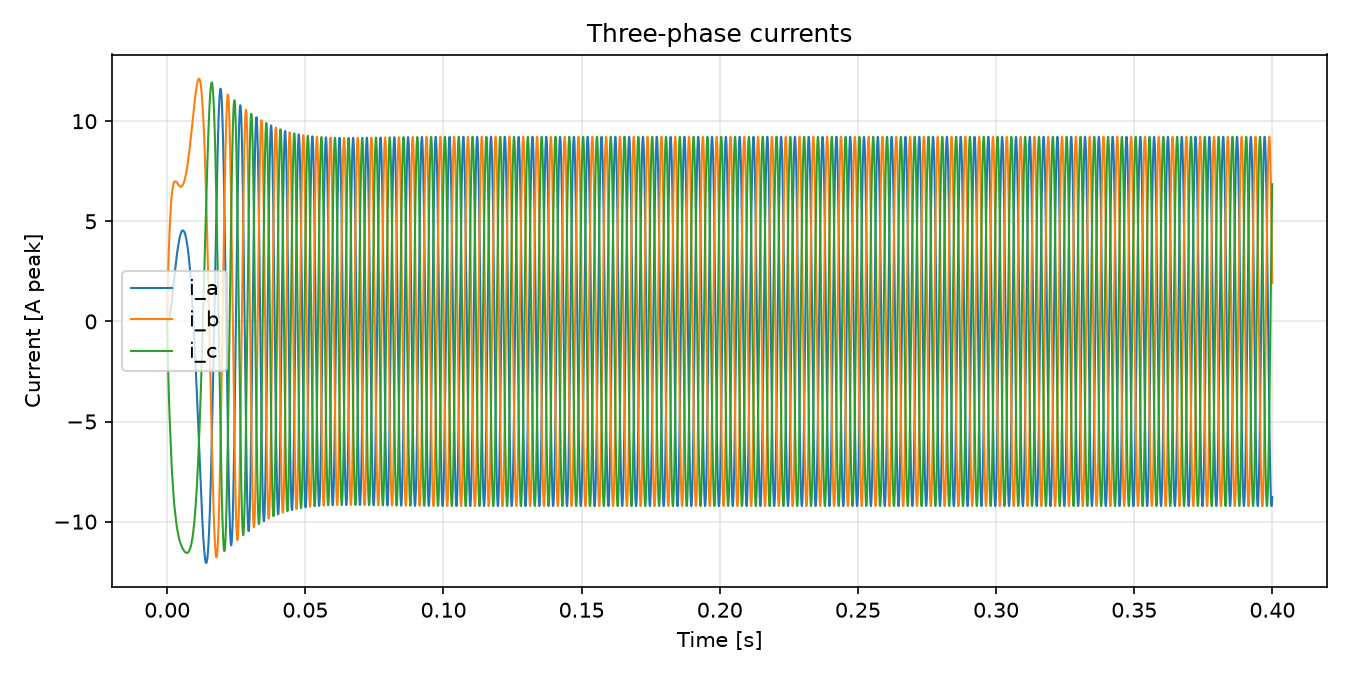 Three-phase currents
Current [A peak]
10
5
0
−5
−10
i_a
i_b
i_c
0.00 0.05 0.10 0.15 0.20 0.25 0.30 0.35 0.40
Time [s]